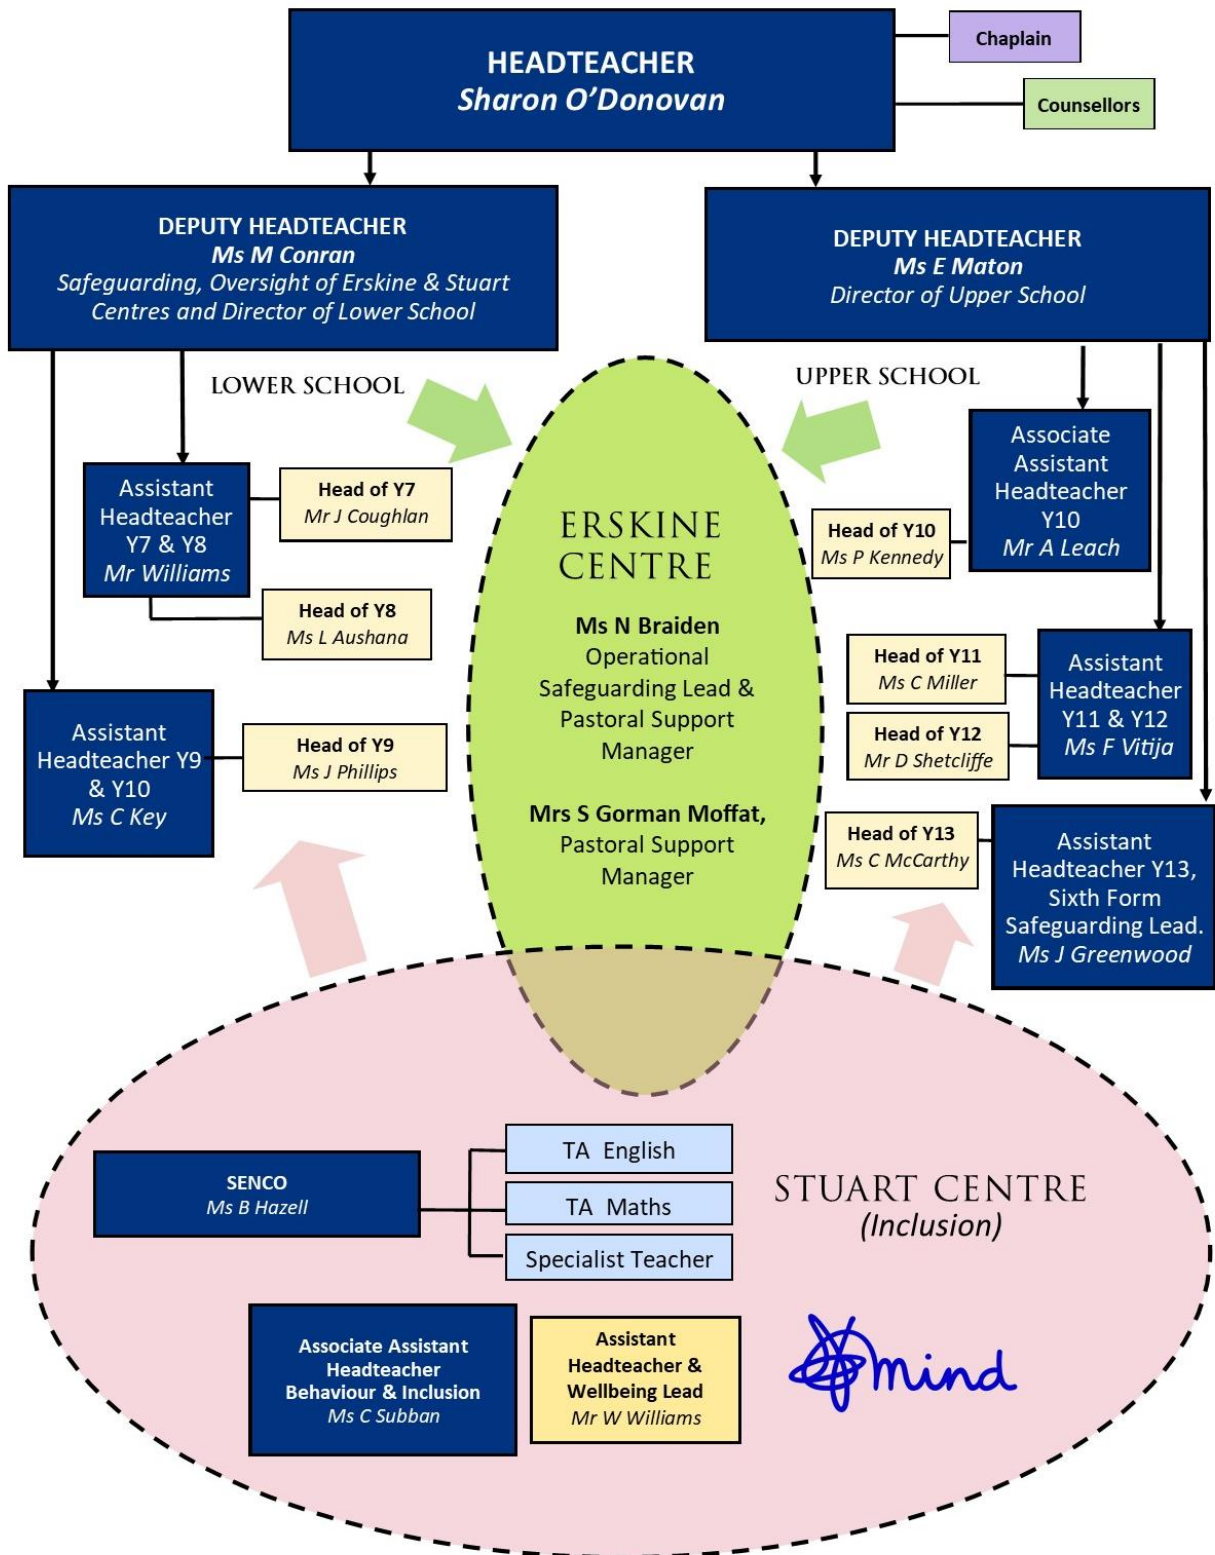 HEADTEACHER
Sharon O’Donovan
Chaplain
Counsellors
DEPUTY HEADTEACHER
Ms M Conran
Safeguarding, Oversight of Erskine & Stuart
Centres and Director of Lower School
DEPUTY HEADTEACHER
Ms E Maton
Director of Upper School
LOWER SCHOOL
UPPER SCHOOL
Assistant
Headteacher
Y7 & Y8
Mr Williams
Head of Y7
Mr J Coughlan
Head of Y8
Ms L Aushana
Assistant
Headteacher Y9
& Y10
Ms C Key
Head of Y9
Ms J Phillips
ERSKINE
CENTRE
Ms N Braiden
Operational
Safeguarding Lead &
Pastoral Support
Manager
Mrs S Gorman Moffat,
Pastoral Support
Manager
Associate
Assistant
Headteacher
Y10
Mr A Leach
Head of Y10
Ms P Kennedy
Head of Y11
Ms C Miller
Head of Y12
Mr D Shetcliffe
Assistant
Headteacher
Y11 & Y12
Ms F Vitija
Head of Y13
Ms C McCarthy
Assistant
Headteacher Y13,
Sixth Form
Safeguarding Lead.
Ms J Greenwood
SENCO
Ms B Hazell
TA English
TA Maths
Specialist Teacher
STUART CENTRE
(Inclusion)
Associate Assistant
Headteacher
Behaviour & Inclusion
Ms C Subban
Assistant
Headteacher &
Wellbeing Lead
Mr W Williams
mind